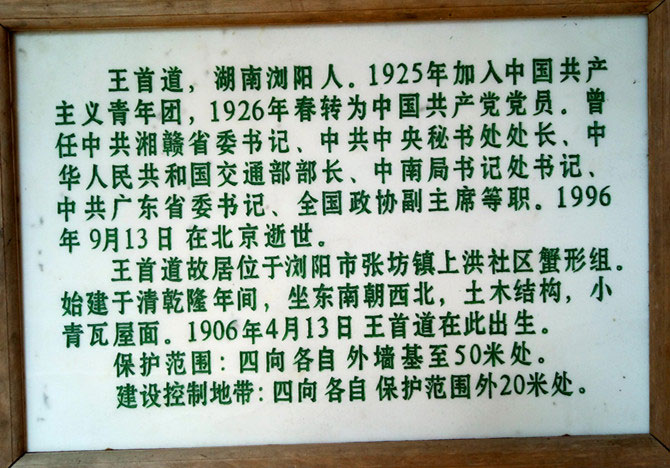 王首道，湖南浏阳人。1925年加入中国共产
主义青年团，1926年春转为中国共产党党员。曾
任中共湘赣省委书记、中共中央秘书处处长、中
华人民共和国交通部部长、中南局书记处书记、
中共广东省委书记、全国政协副主席等职。1996
年9月13日在北京逝世。
王首道故居位于浏阳市张坊镇上洪社区蟹形组。
始建于清乾隆年间，坐东南朝西北，土木结构，小
青瓦屋面。1906年4月13日王首道在此出生。
保护范围：四向各自外墙基至50米处。
建设控制地带：四向各自保护范围外20米处。